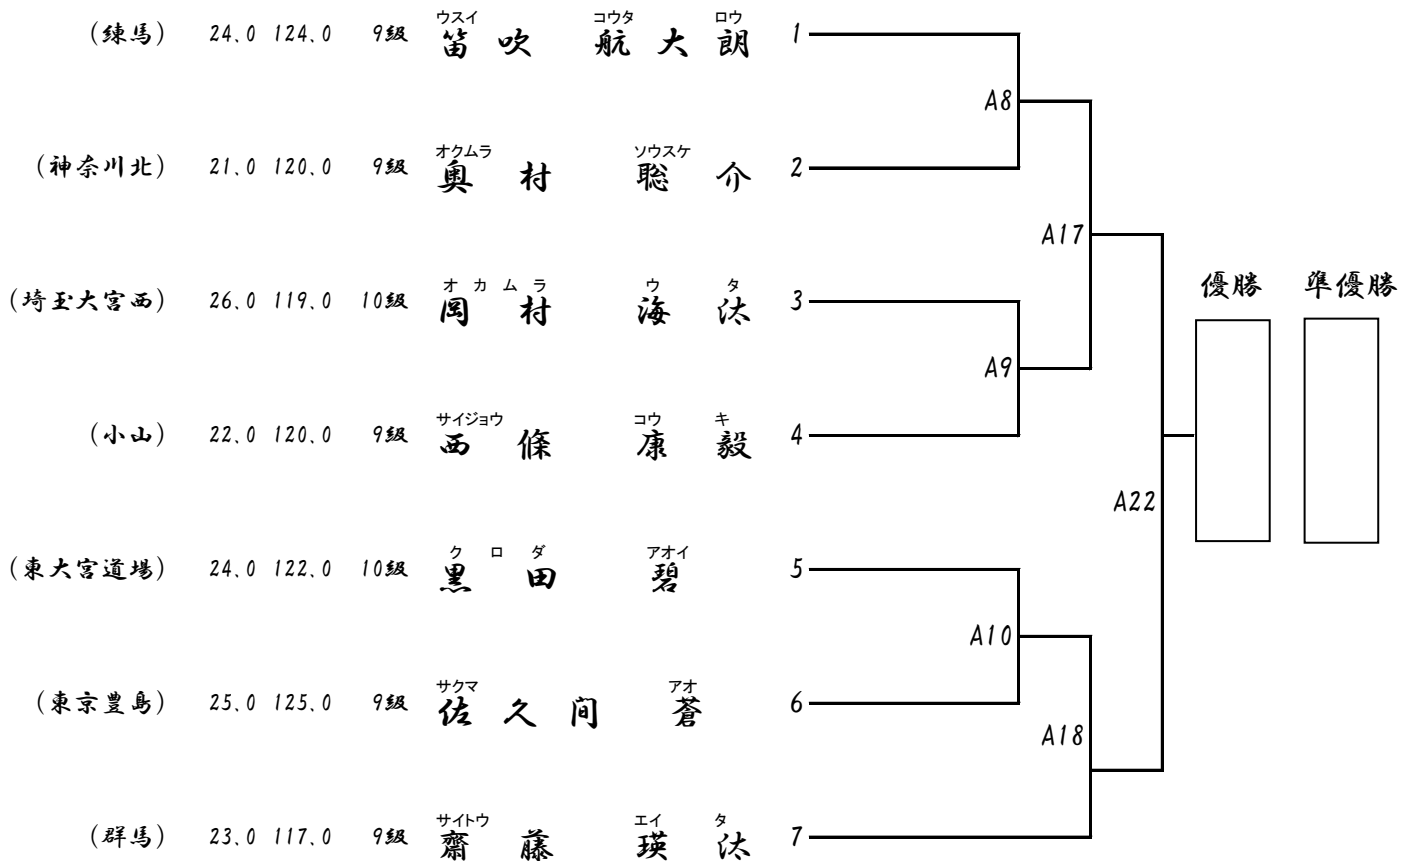 ウスイ コウタ ロウ
(練馬) 24.0 124.0 9級 笛吹 航大朗 1
A8
オクムラ ソウスケ
(神奈川北) 21.0 120.0 9級 奥村 聡介 2
A17
優勝 準優勝
オカムラ ウ タ
(埼玉大宮西) 26.0 119.0 10級 岡村 海汰 3
A9
サイジョウ コウ キ
(小山) 22.0 120.0 9級 西條 康毅 4
A22
クロダ アオイ
(東大宮道場) 24.0 122.0 10級 黒田 碧 5
A10
サクマ アオ
(東京豊島) 25.0 125.0 9級 佐久間 蒼 6
A18
サイトウ エイ タ
(群馬) 23.0 117.0 9級 齋藤 瑛汰 7